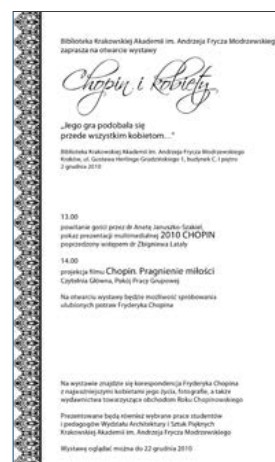 Biblioteka Krakowskiej Akademii im. Andrzeja Frycza Modrzewskiego
zaprasza na otwarcie wystawy
Chopin i kobiety
„Jego gra podobała się
przede wszystkim kobietom…”
Biblioteka Krakowskiej Akademii im. Andrzeja Frycza Modrzewskiego
Kraków, ul. Gustawa Herlinga-Grudzińskiego 1, budynek C, I piętro
2 grudnia 2010
13.00
powitanie gości przez dr Anetę Januszko-Szakiel,
pokaz prezentacji multimedialnej 2010 CHOPIN
poprzedzony wstępem dr Zbigniewa Latały
14.00
projekcja filmu Chopin. Pragnienie miłości
Czytelnia Główna, Pokój Pracy Grupowej
Na otwarciu wystawy będzie możliwość spróbowania
ulubionych potraw Fryderyka Chopina
Na wystawie znajdzie się korespondencja Fryderyka Chopina
z najważniejszymi kobietami jego życia, fotografie, a także
wydawnictwa towarzyszące obchodom Roku Chopinowskiego
Prezentowane będą również wybrane prace studentów
i pedagogów Wydziału Architektury i Sztuk Pięknych
Krakowskiej Akademii im. Andrzeja Frycza Modrzewskiego
Wystawę oglądać można do 22 grudnia 2010